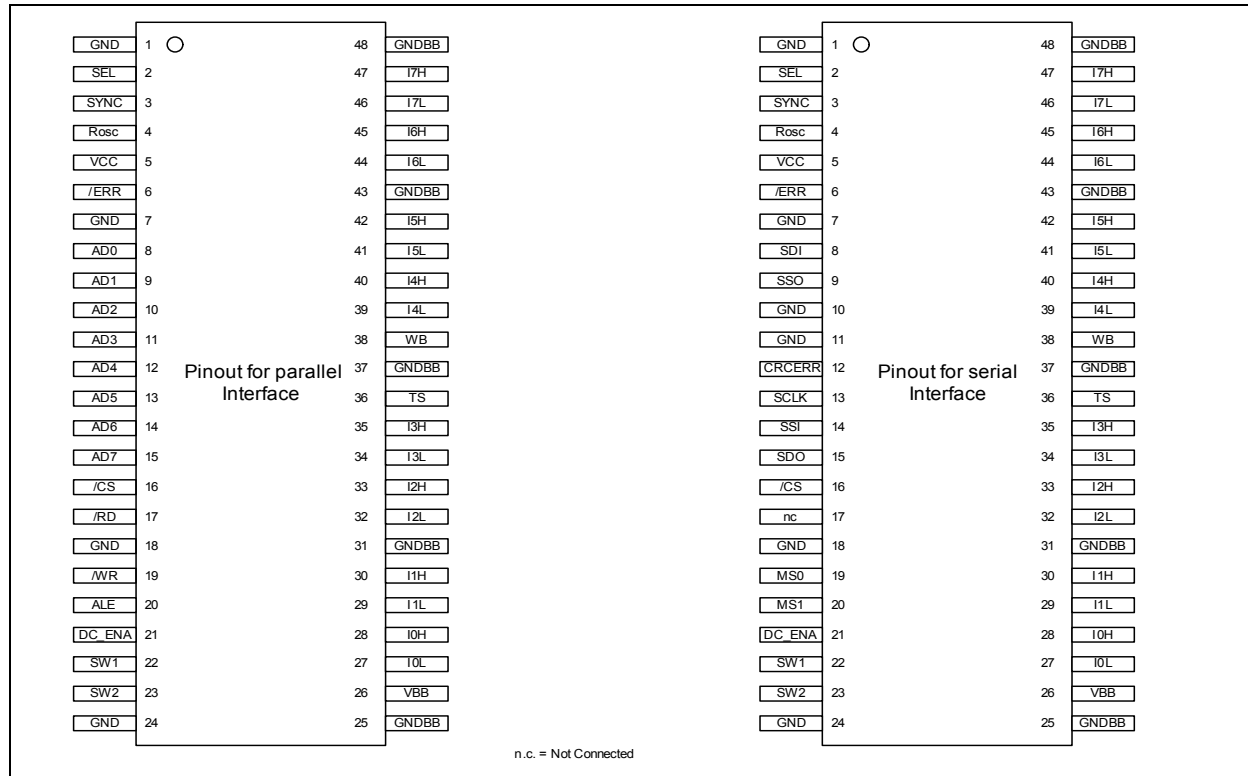 GND 1 48 GNDBB
SEL 2 47 I7H
SYNC 3 46 I7L
Rosc 4 45 I6H
VCC 5 44 I6L
/ERR 6 43 GNDBB
GND 7 42 I5H
AD0 8 41 I5L
AD1 9 40 I4H
AD2 10 39 I4L
AD3 11 38 WB
AD4 12 37 GNDBB
AD5 13 36 TS
AD6 14 35 I3H
AD7 15 34 I3L
/CS 16 33 I2H
/RD 17 32 I2L
GND 18 31 GNDBB
/WR 19 30 I1H
ALE 20 29 I1L
DC_ENA 21 28 I0H
SW1 22 27 I0L
SW2 23 26 VBB
GND 24 25 GNDBB
Pinout for parallel
Interface
GND 1 48 GNDBB
SEL 2 47 I7H
SYNC 3 46 I7L
Rosc 4 45 I6H
VCC 5 44 I6L
/ERR 6 43 GNDBB
GND 7 42 I5H
SDI 8 41 I5L
SSO 9 40 I4H
GND 10 39 I4L
GND 11 38 WB
CRCERR 12 37 GNDBB
SCLK 13 36 TS
SSI 14 35 I3H
SDO 15 34 I3L
/CS 16 33 I2H
nc 17 32 I2L
GND 18 31 GNDBB
MS0 19 30 I1H
MS1 20 29 I1L
DC_ENA 21 28 I0H
SW1 22 27 I0L
SW2 23 26 VBB
GND 24 25 GNDBB
Pinout for serial
Interface
n.c. = Not Connected